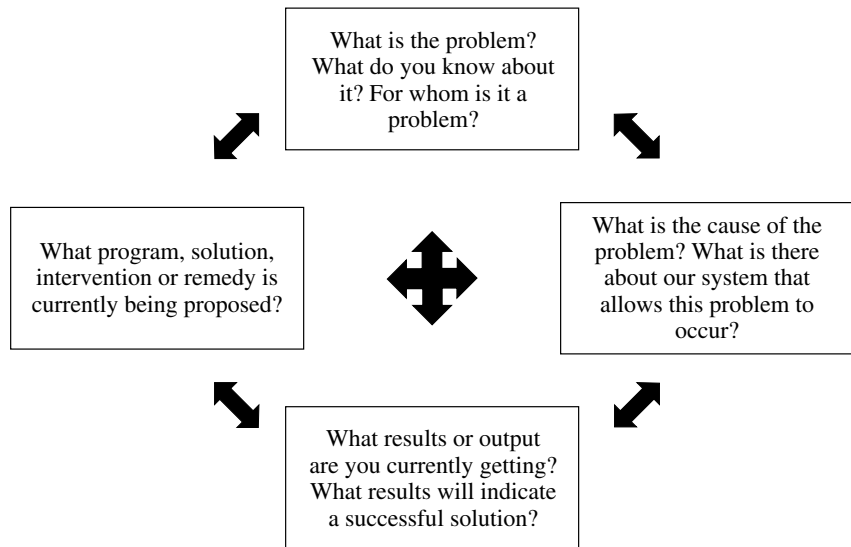 What is the problem?
What do you know about
it? For whom is it a
problem?
What program, solution,
intervention or remedy is
currently being proposed?
What is the cause of the
problem? What is there
about our system that
allows this problem to
occur?
What results or output
are you currently getting?
What results will indicate
a successful solution?